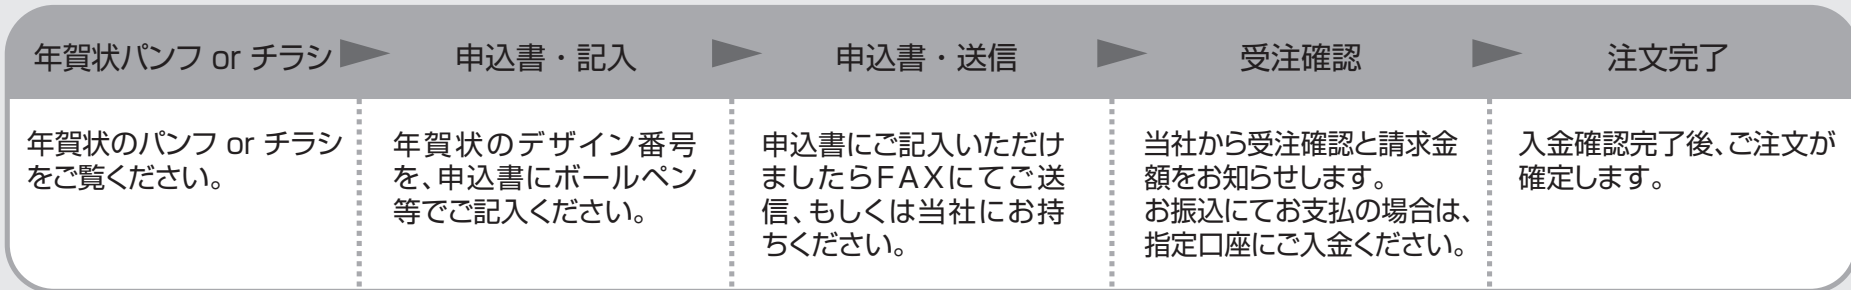 年賀状パンフ or チラシ
申込書・記入
申込書・送信
受注確認
注文完了
年賀状のパンフ or チラシ
をご覧ください。
年賀状のデザイン番号
を、申込書にボールペン
等でご記入ください。
申込書にご記入いただけ
ましたらFAXにてご送
信、もしくは当社にお持
ちください。
当社から受注確認と請求金
額をお知らせします。
お振込にてお支払の場合は、
指定口座にご入金ください。
入金確認完了後、ご注文が
確定します。